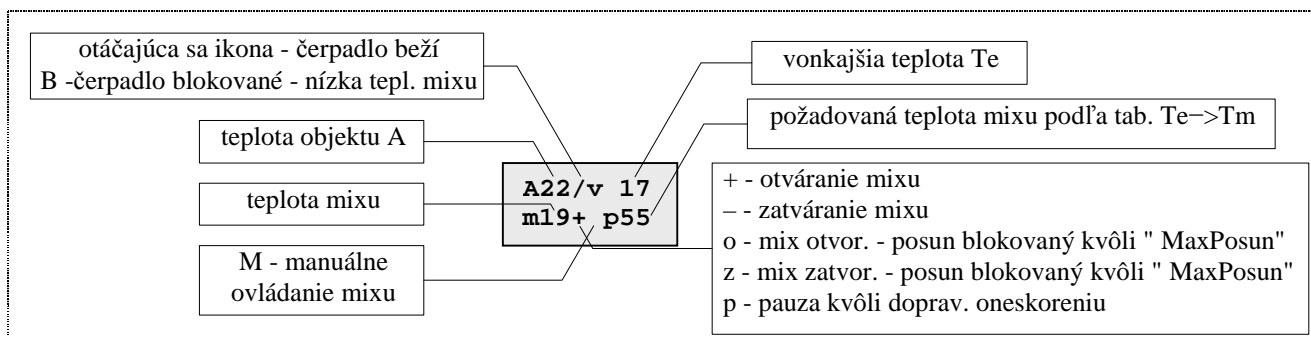 otáčajúca sa ikona - čerpadlo beží
B -čerpadlo blokované - nízka tepl. mixu
teplota objektu A
teplota mixu
M - manuálne
ovládanie mixu
A22/v 17
m19+ p55
vonkajšia teplota Te
požadovaná teplota mixu podľa tab. Te−>Tm
+ - otváranie mixu
– - zatváranie mixu
o - mix otvor. - posun blokovaný kvôli " MaxPosun"
z - mix zatvor. - posun blokovaný kvôli " MaxPosun"
p - pauza kvôli doprav. oneskoreniu